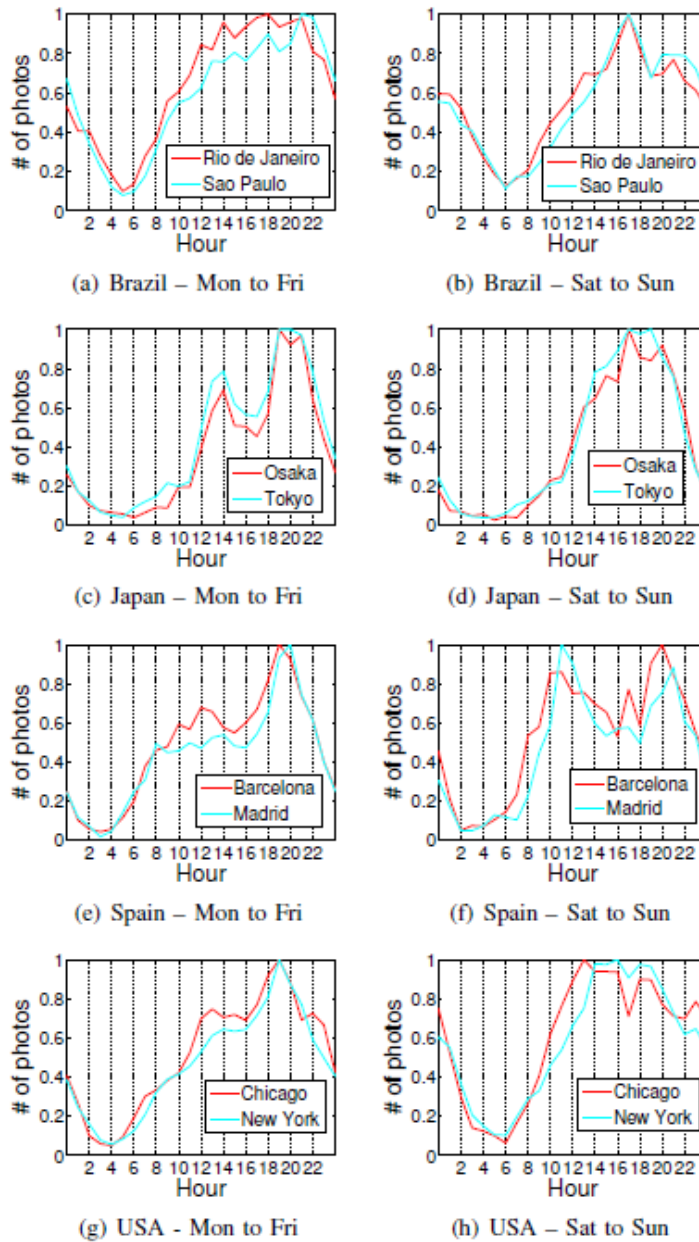 # of photos
1
0.8
0.6
0.4
0.2
0
Rio de Janeiro
Sao Paulo
2 4 6 8 10 12 14 16 18 20 22
Hour
(a) Brazil – Mon to Fri
# of photos
1
0.8
0.6
0.4
0.2
0
Rio de Janeiro
Sao Paulo
2 4 6 8 10 12 14 16 18 20 22
Hour
(b) Brazil – Sat to Sun
# of photos
1
0.8
0.6
0.4
0.2
0
Osaka
Tokyo
2 4 6 8 10 12 14 16 18 20 22
Hour
(c) Japan – Mon to Fri
# of photos
1
0.8
0.6
0.4
0.2
0
Osaka
Tokyo
2 4 6 8 10 12 14 16 18 20 22
Hour
(d) Japan – Sat to Sun
# of photos
1
0.8
0.6
0.4
0.2
0
Barcelona
Madrid
2 4 6 8 10 12 14 16 18 20 22
Hour
(e) Spain – Mon to Fri
# of photos
1
0.8
0.6
0.4
0.2
0
Barcelona
Madrid
2 4 6 8 10 12 14 16 18 20 22
Hour
(f) Spain – Sat to Sun
# of photos
1
0.8
0.6
0.4
0.2
0
Chicago
New York
2 4 6 8 10 12 14 16 18 20 22
Hour
(g) USA - Mon to Fri
# of photos
1
0.8
0.6
0.4
0.2
0
Chicago
New York
2 4 6 8 10 12 14 16 18 20 22
Hour
(h) USA – Sat to Sun